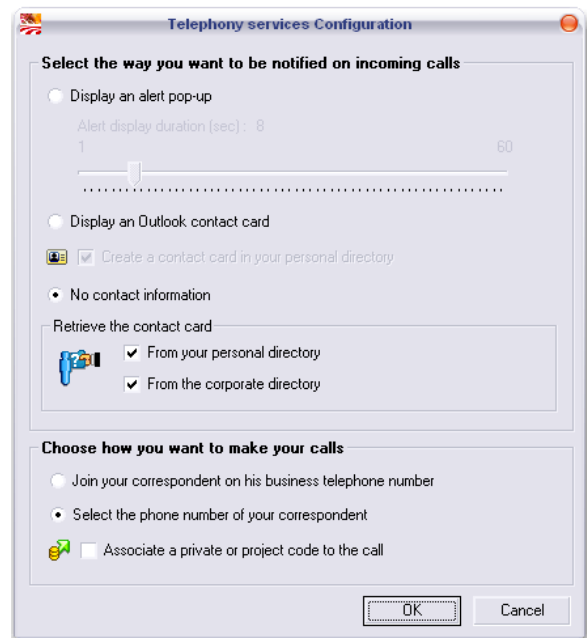 Telephony services Configuration
Select the way you want to be notified on incoming calls
Display an alert pop-up
Alert display duration (sec) : 8
1 60
Display an Outlook contact card
Create a contact card in your personal directory
No contact information
Retrieve the contact card
From your personal directory
From the corporate directory
Choose how you want to make your calls
Join your correspondent on his business telephone number
Select the phone number of your correspondent
Associate a private or project code to the call
OK Cancel